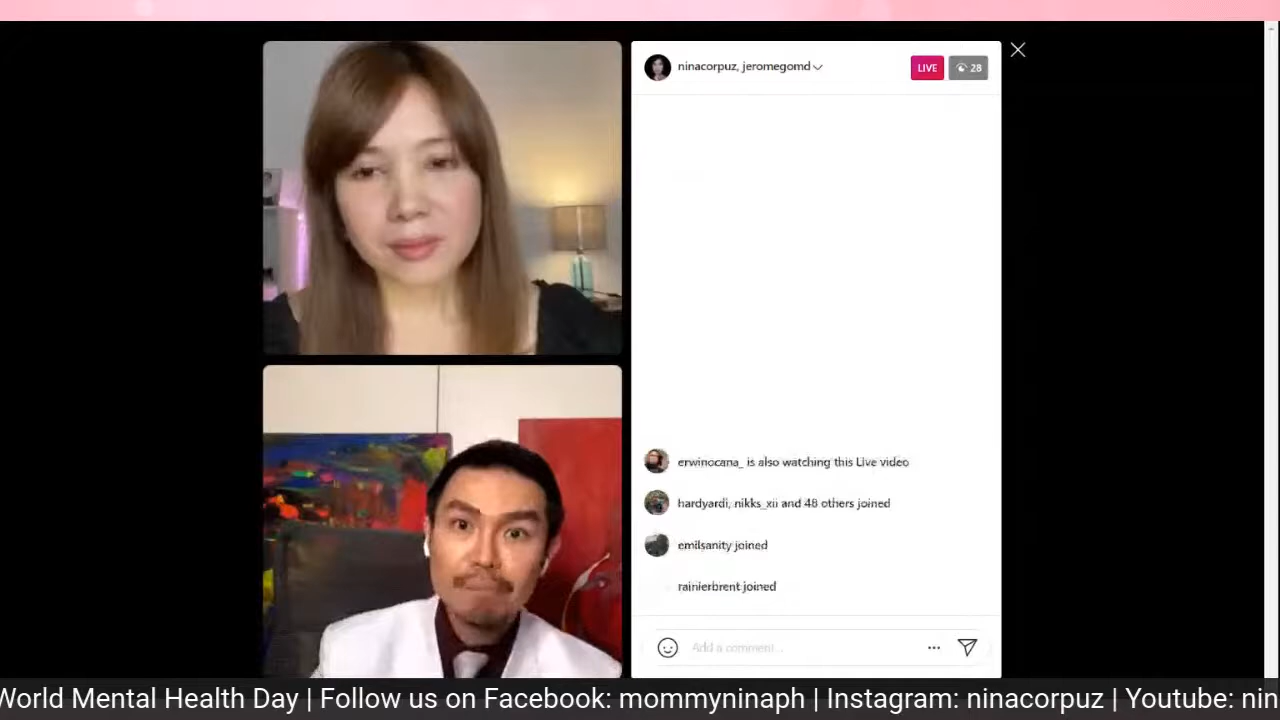 ninacorpuz, jeromegomd
LIVE
28
erwinocana_ is also watching this Live video
hardyardi, nikks_xii and 48 others joined
emilsanity joined
rainierbrent joined
Add a comment...
World Mental Health Day | Follow us on Facebook: mommyninaph | Instagram: ninacorpuz | Youtube: nin